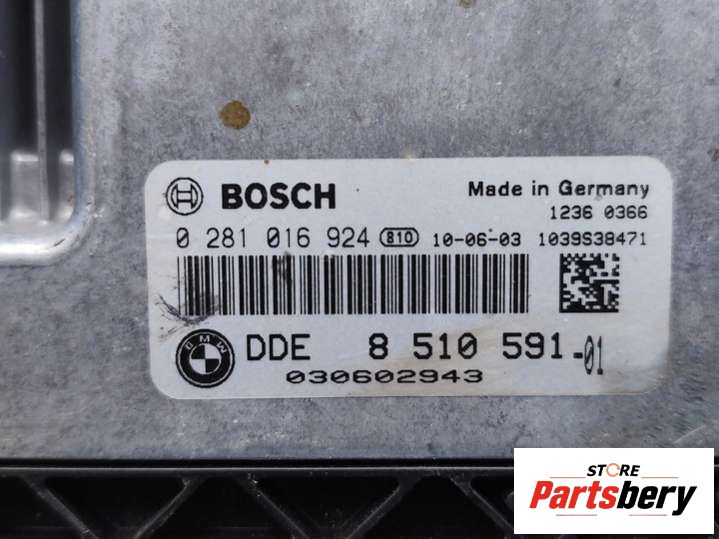 BOSCH Made in Germany
1236 0366
0 281 016 924 810 10-06-03 1039S38471
BMW DDE 8 510 591-01
030602943
STORE
Partsbery